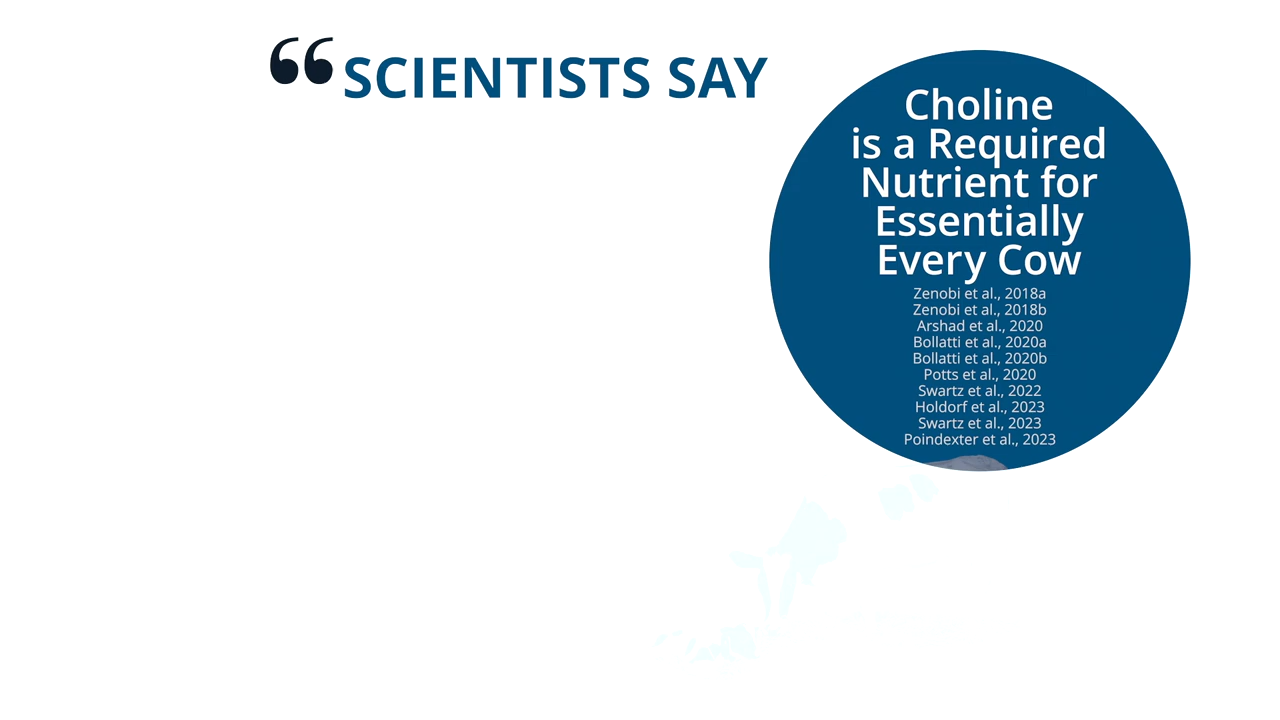 “ SCIENTISTS SAY
Choline
is a Required
Nutrient for
Essentially
Every Cow
Zenobi et al., 2018a
Zenobi et al., 2018b
Arshad et al., 2020
Bollatti et al., 2020a
Bollatti et al., 2020b
Potts et al., 2020
Swartz et al., 2022
Holdorf et al., 2023
Swartz et al., 2023
Poindexter et al., 2023